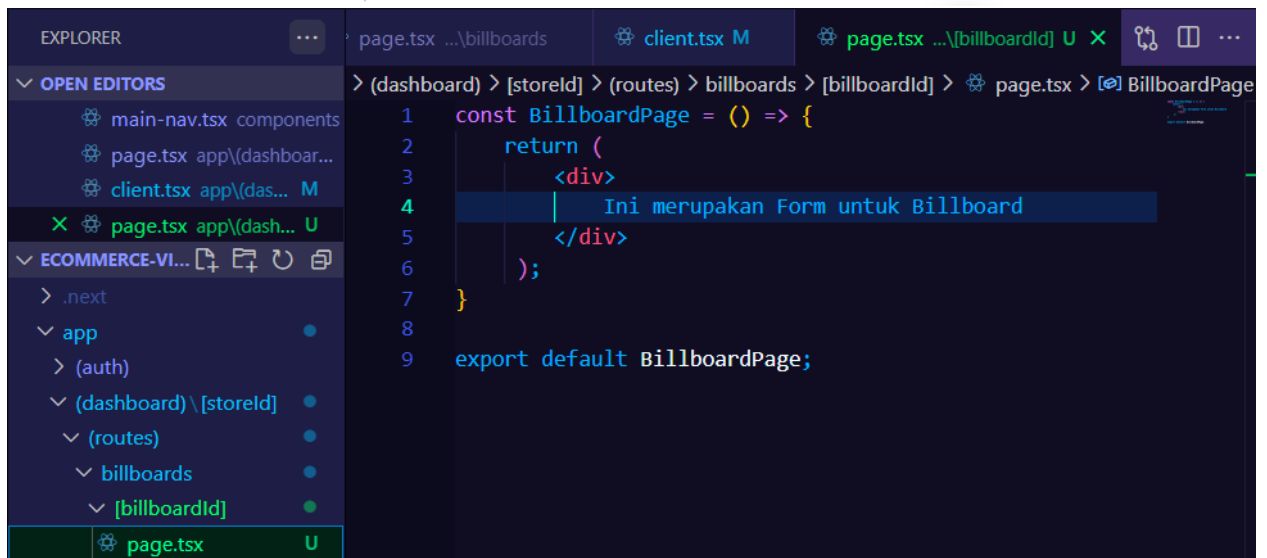 EXPLORER ...
OPEN EDITORS
main-nav.tsx components
page.tsx app\(dashboar...
client.tsx app\(das... M
page.tsx app\(dash... U
ECOMMERCE-VI...
.next
app
(auth)
(dashboard)\[storeId]
(routes)
billboards
[billboardId]
page.tsx U
page.tsx ...\billboards client.tsx M page.tsx ...\[billboardId] U ...
> (dashboard) > [storeId] > (routes) > billboards > [billboardId] > page.tsx > BillboardPage
1 const BillboardPage = () => {
2 return (
3 <div>
4 Ini merupakan Form untuk Billboard
5 </div>
6 );
7 }
8
9 export default BillboardPage;